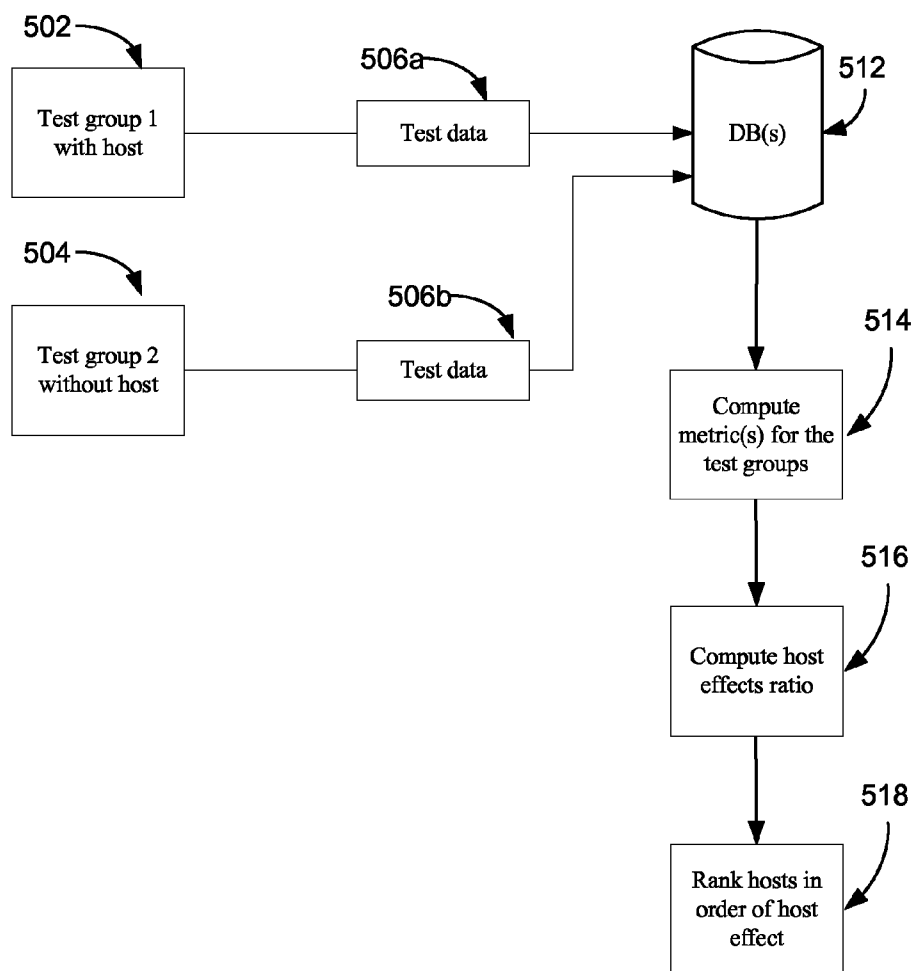 502
506a
512
Test group 1
with host
Test data
DB(s)
504
506b
514
Test group 2
without host
Test data
Compute
metric(s) for the
test groups
516
Compute host
effects ratio
518
Rank hosts in
order of host
effect